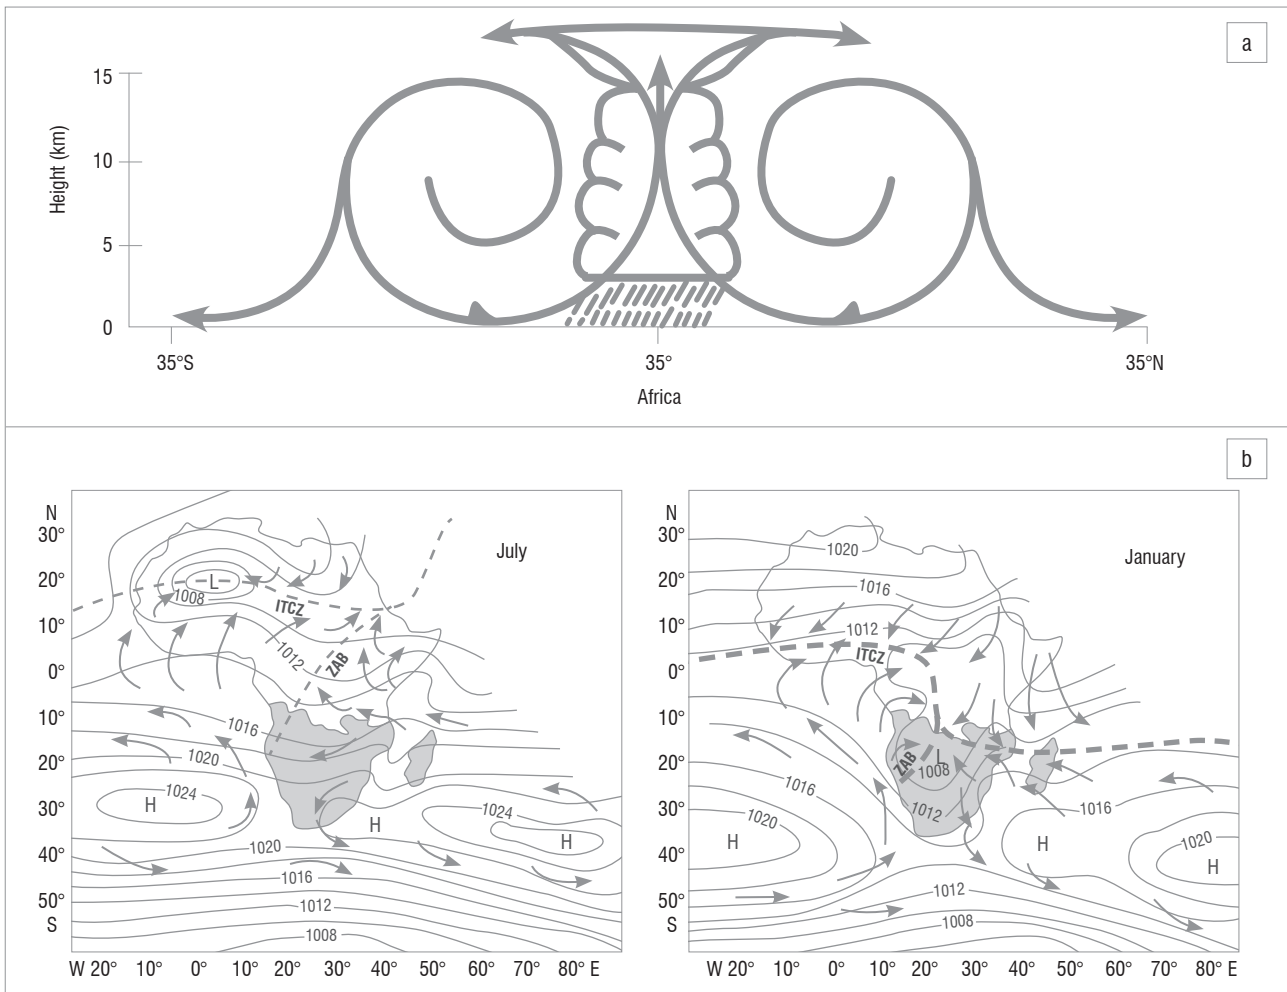 a
15
10
5
0
Height (km)
35°S
35°
35°N
Africa
b
N
30°
20°
10°
0°
10°
20°
30°
40°
50°
S
July
L
1008
ITCZ
1012
ZAB
1016
1020
1024
H
H
1024
H
1020
1016
1012
1008
W 20° 10° 0° 10° 20° 30° 40° 50° 60° 70° 80° E
N
30°
20°
10°
0°
10°
20°
30°
40°
50°
S
January
1020
1016
1012
ITCZ
ZAB
L
1008
1012
1016
1020
H
1016
H
1020
H
1012
1008
W 20° 10° 0° 10° 20° 30° 40° 50° 60° 70° 80° E